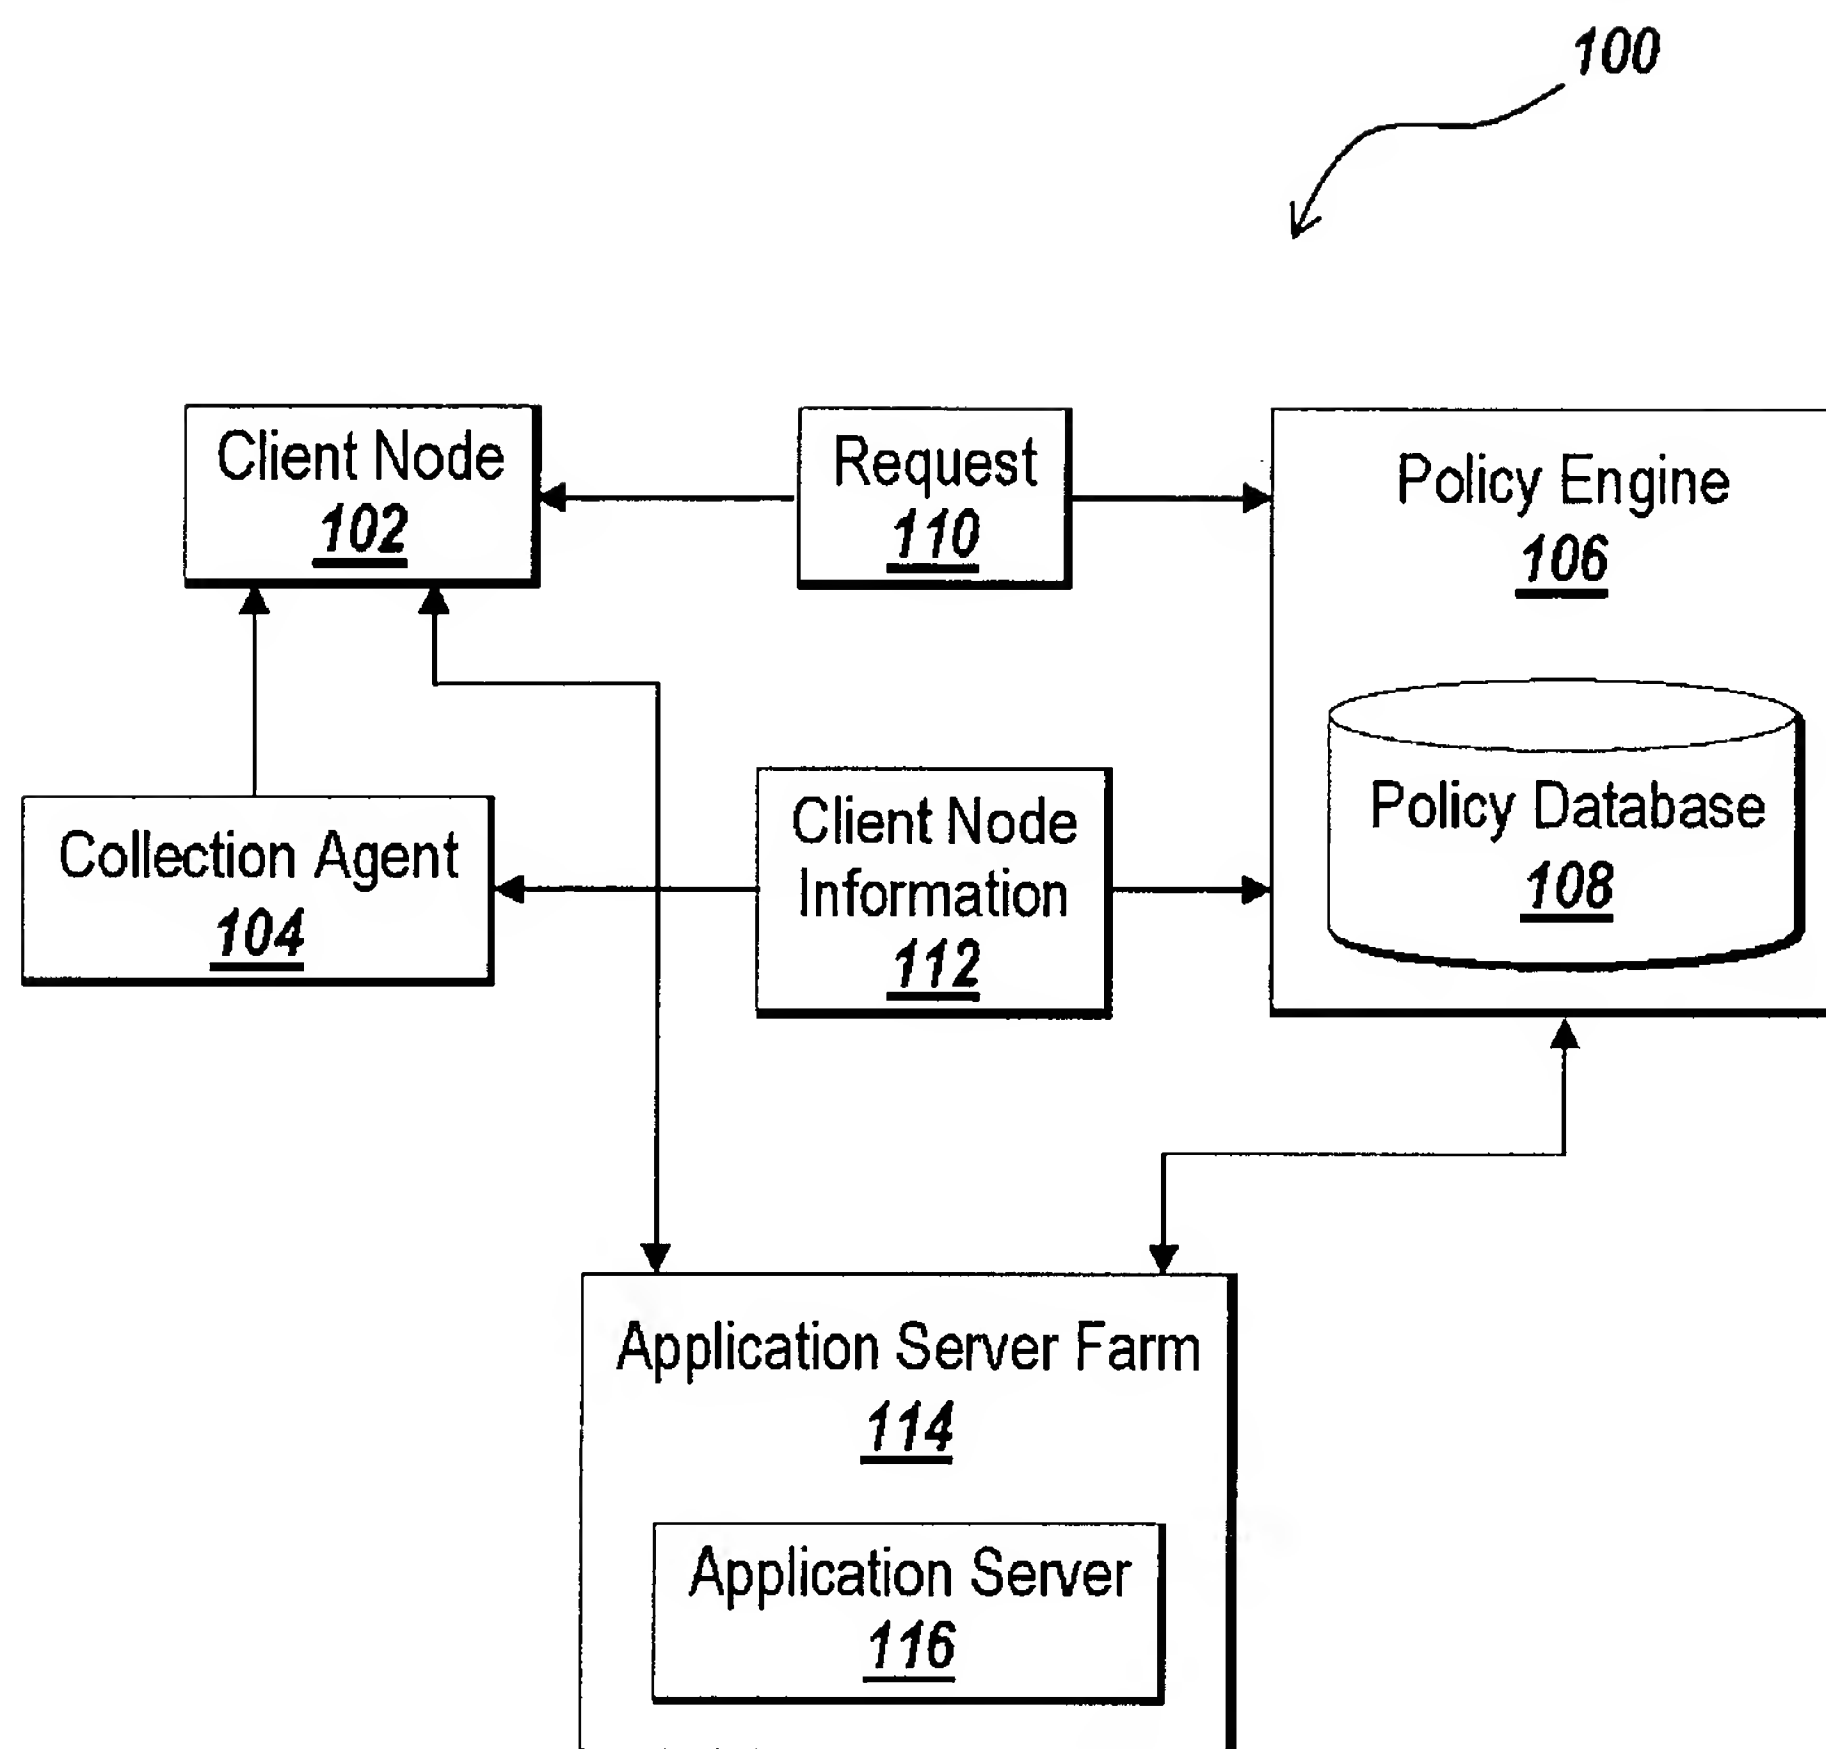 100
Client Node
102
Request
110
Policy Engine
106
Policy Database
108
Collection Agent
104
Client Node
Information
112
Application Server Farm
114
Application Server
116